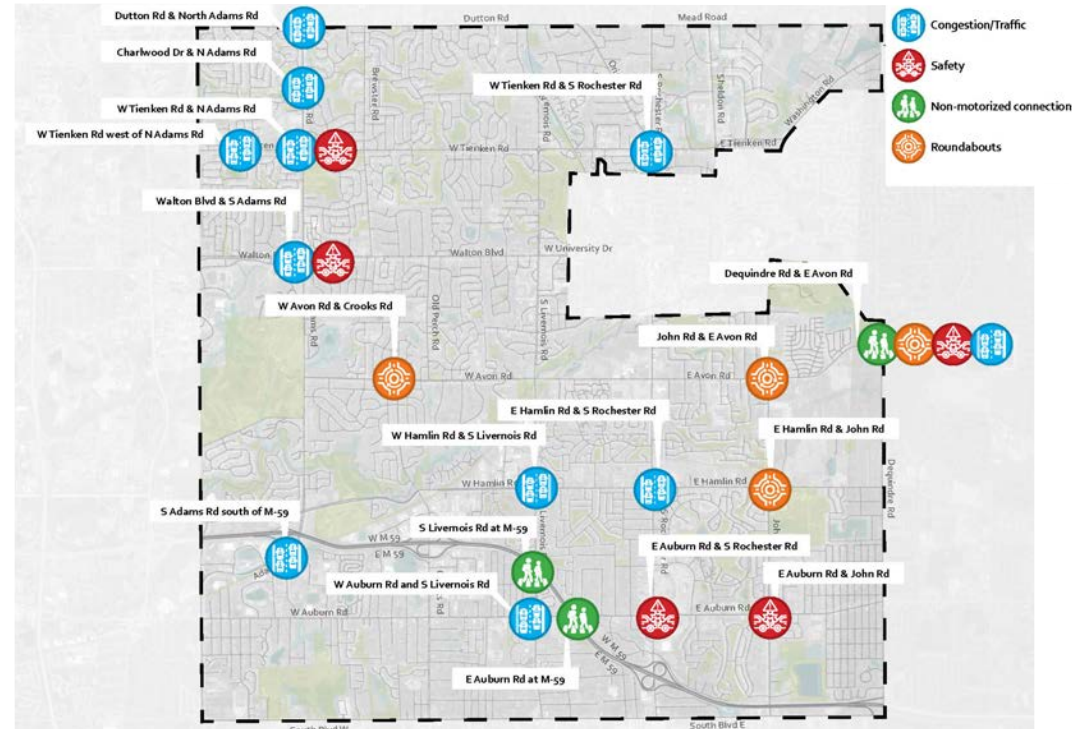 Dutton Rd & North Adams Rd
Dutton Rd
Mead Road
Congestion/Traffic
Charlwood Dr & N Adams Rd
Safety
Brewster Rd
Sheldon Rd
Washington Rd
W Tienken Rd & S Rochester Rd
Non-motorized connection
W Tienken Rd & N Adams Rd
W Tienken Rd west of N Adams Rd
W Tienken Rd
E Tienken Rd
Roundabouts
Walton Blvd & S Adams Rd
Walton
Walton Blvd
W University Dr
Dequindre Rd & E Avon Rd
W Avon Rd & Crooks Rd
Old Perch Rd
S Livernois Rd
John Rd & E Avon Rd
W Avon Rd
E Avon Rd
E Hamlin Rd & S Rochester Rd
W Hamlin Rd & S Livernois Rd
E Hamlin Rd & John Rd
W Hamlin Rd
E Hamlin Rd
Dequindre Rd
S Adams Rd south of M-59
S Livernois Rd at M-59
W M 59
E M 59
E Auburn Rd & S Rochester Rd
W Auburn Rd and S Livernois Rd
E Auburn Rd & John Rd
W Auburn Rd
E Auburn Rd
W M 59
E M 59
E Auburn Rd at M-59
South Blvd W
South Blvd E